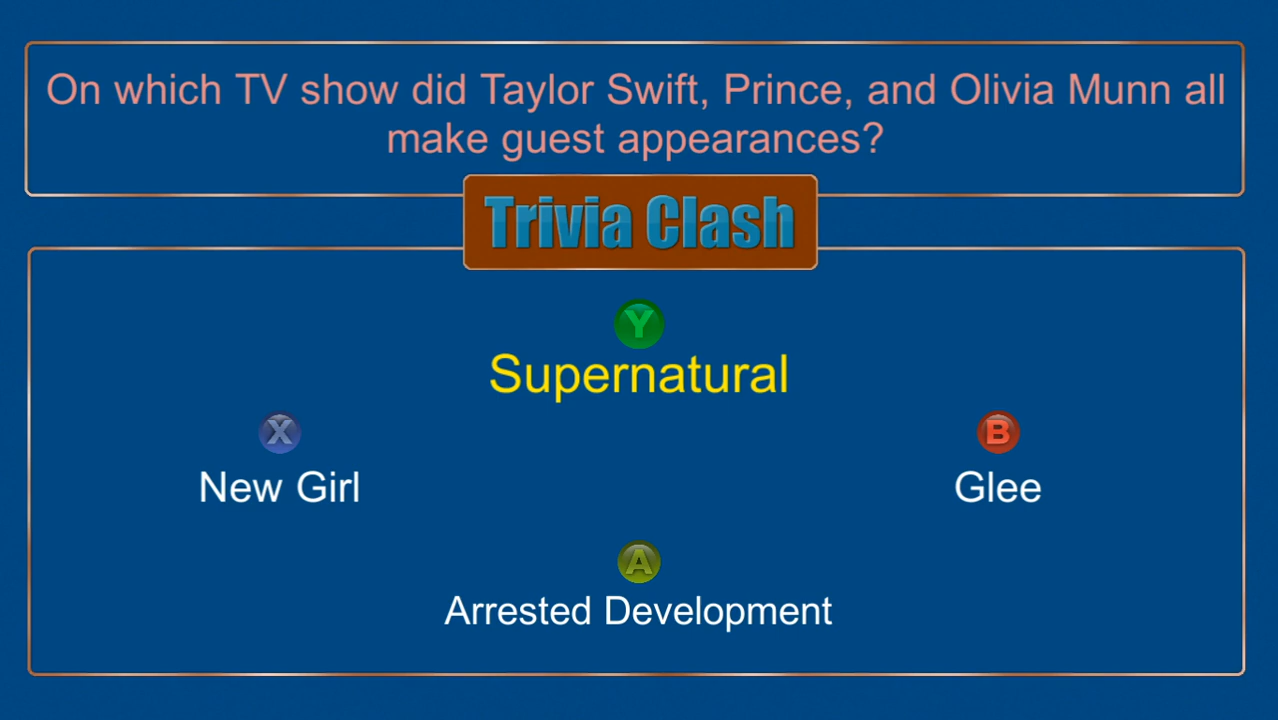 On which TV show did Taylor Swift, Prince, and Olivia Munn all
make guest appearances?
Trivia Clash
Y
Supernatural
X
New Girl
B
Glee
A
Arrested Development